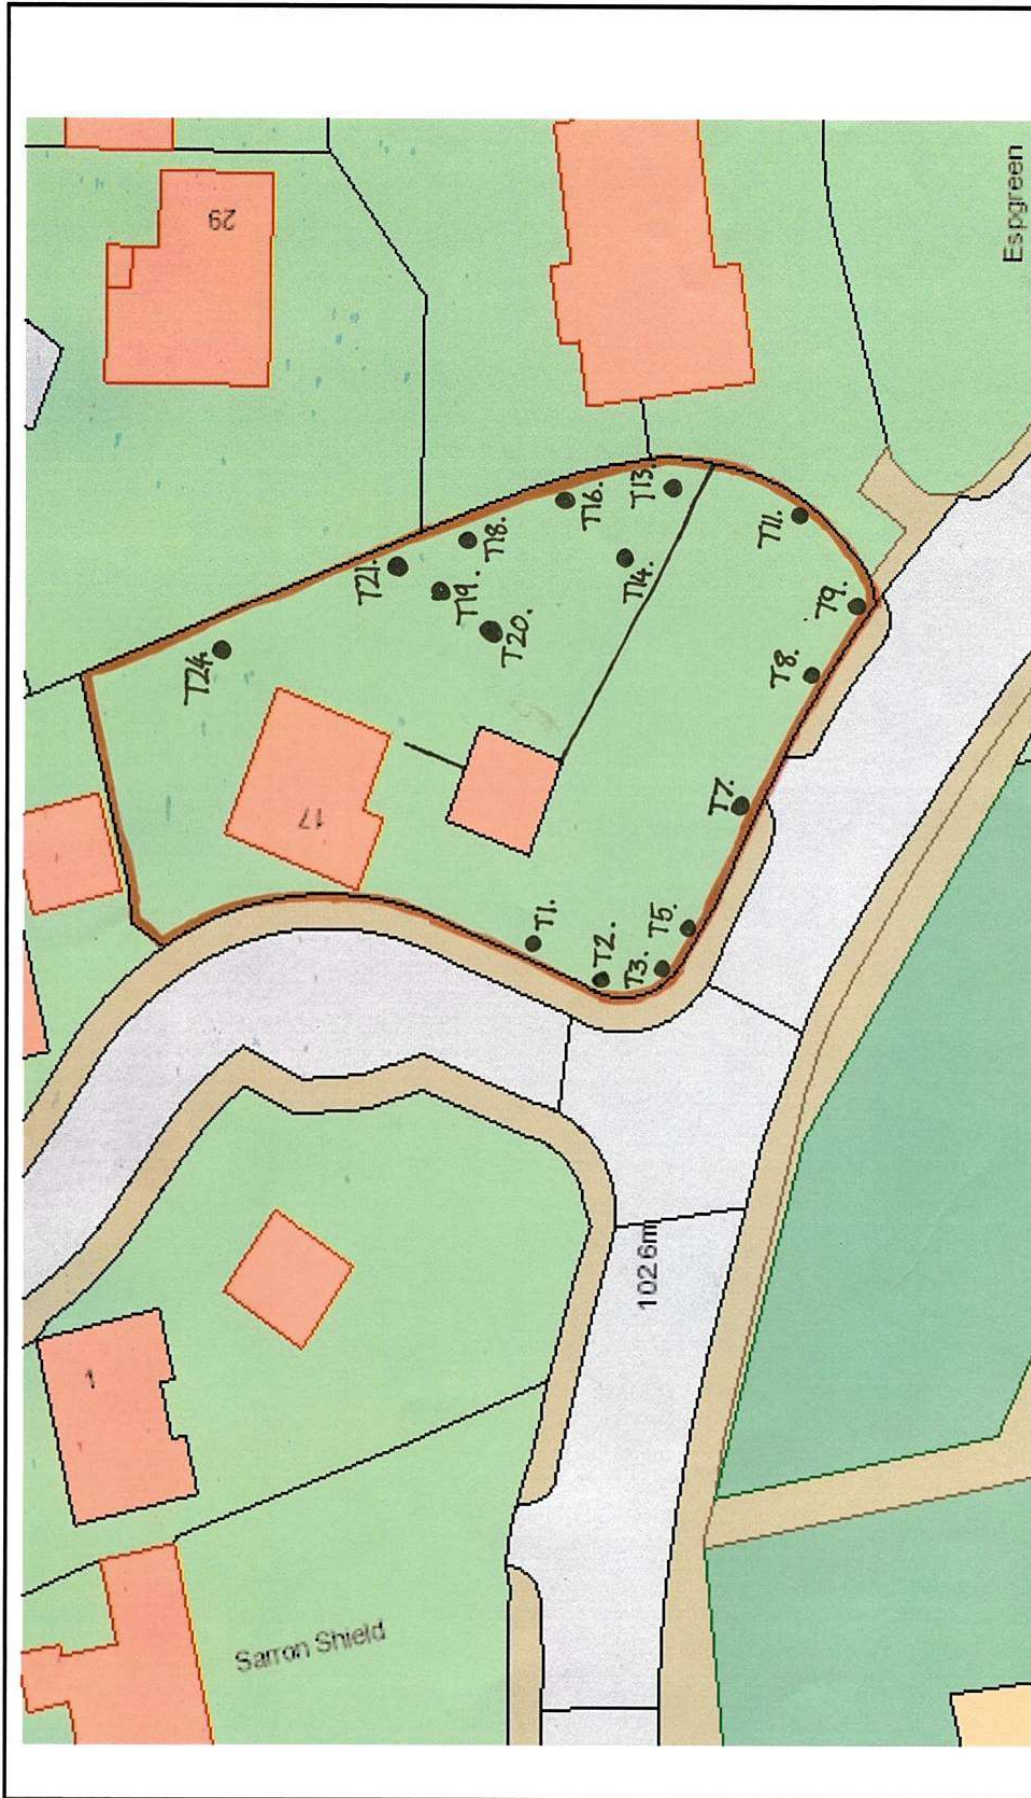 29
Espgreen
T13.
T16.
T11.
T18.
T21.
T14.
T19.
T9.
T20.
T24.
T8.
T7.
17
T1.
T5.
T2.
T3.
102.6m
1
Sarron Shield